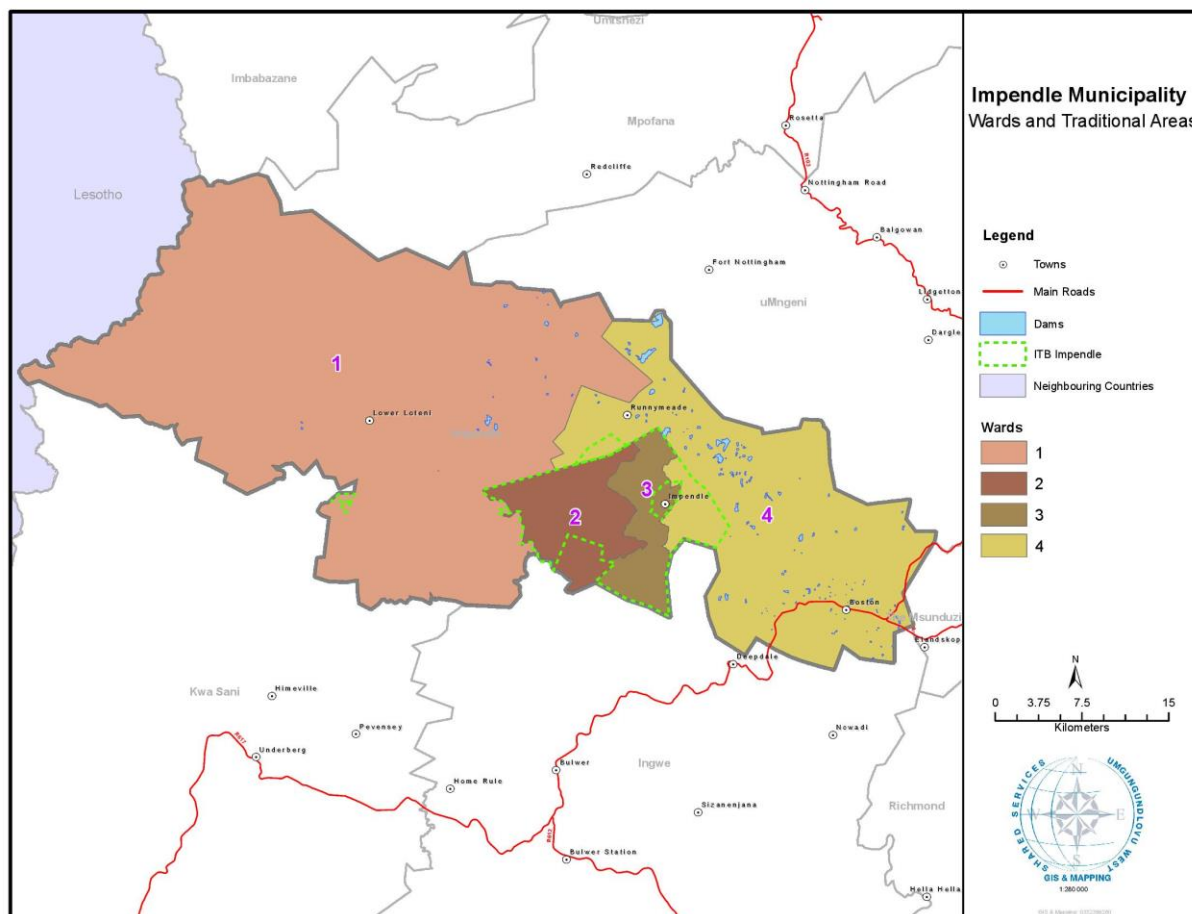 Umtshezi
Imbabazane
Mpofana
Rosetta
R103
Redcliffe
Nottingham Road
Lesotho
Balgowan
Fort Nottingham
Lidgetton
uMngeni
Dargle
1
Lower Loteni
Runnymeade
3
Impendle
2
4
Boston
Msunduzi
Elandskop
Deepdale
Kwa Sani
Himeville
Pevensey
Nowadi
R617
Underberg
Bulwer
Ingwe
Home Rule
Sizanenjana
Richmond
R612
Bulwer Station
Hella Hella
Impendle Municipality
Wards and Traditional Areas
Legend
Towns
Main Roads
Dams
ITB Impendle
Neighbouring Countries
Wards
1
2
3
4
N
0 3.75 7.5 15
Kilometers
SHARED SERVICES
UMGUNGUNDLOVU WEST
N
W E
S
GIS & MAPPING
1:280 000